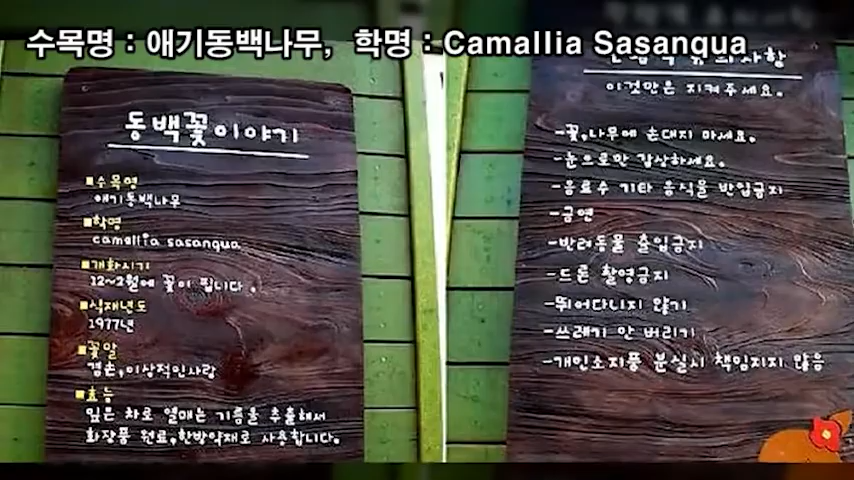 수목명 : 애기동백나무, 학명 : Camallia Sasanqua
동백꽃이야기
■수목명
애기동백나무
■학명
camallia sasanqua
■개화시기
12~2월에 꽃이 핍니다.
■식재년도
1977년
■꽃말
겸손,이상적인사랑
■효능
잎은 차로 열매는 기름을 추출해서
화장품 원료,한방약재로 사용합니다.
이것만은 지켜주세요.
-꽃,나무에 손대지 마세요.
-눈으로만 감상하세요.
-음료수 기타 음식물 반입금지
-금연
-반려동물 출입금지
-드론 촬영금지
-뛰어다니지 않기
-쓰레기 안 버리기
-개인소지품 분실시 책임지지 않음